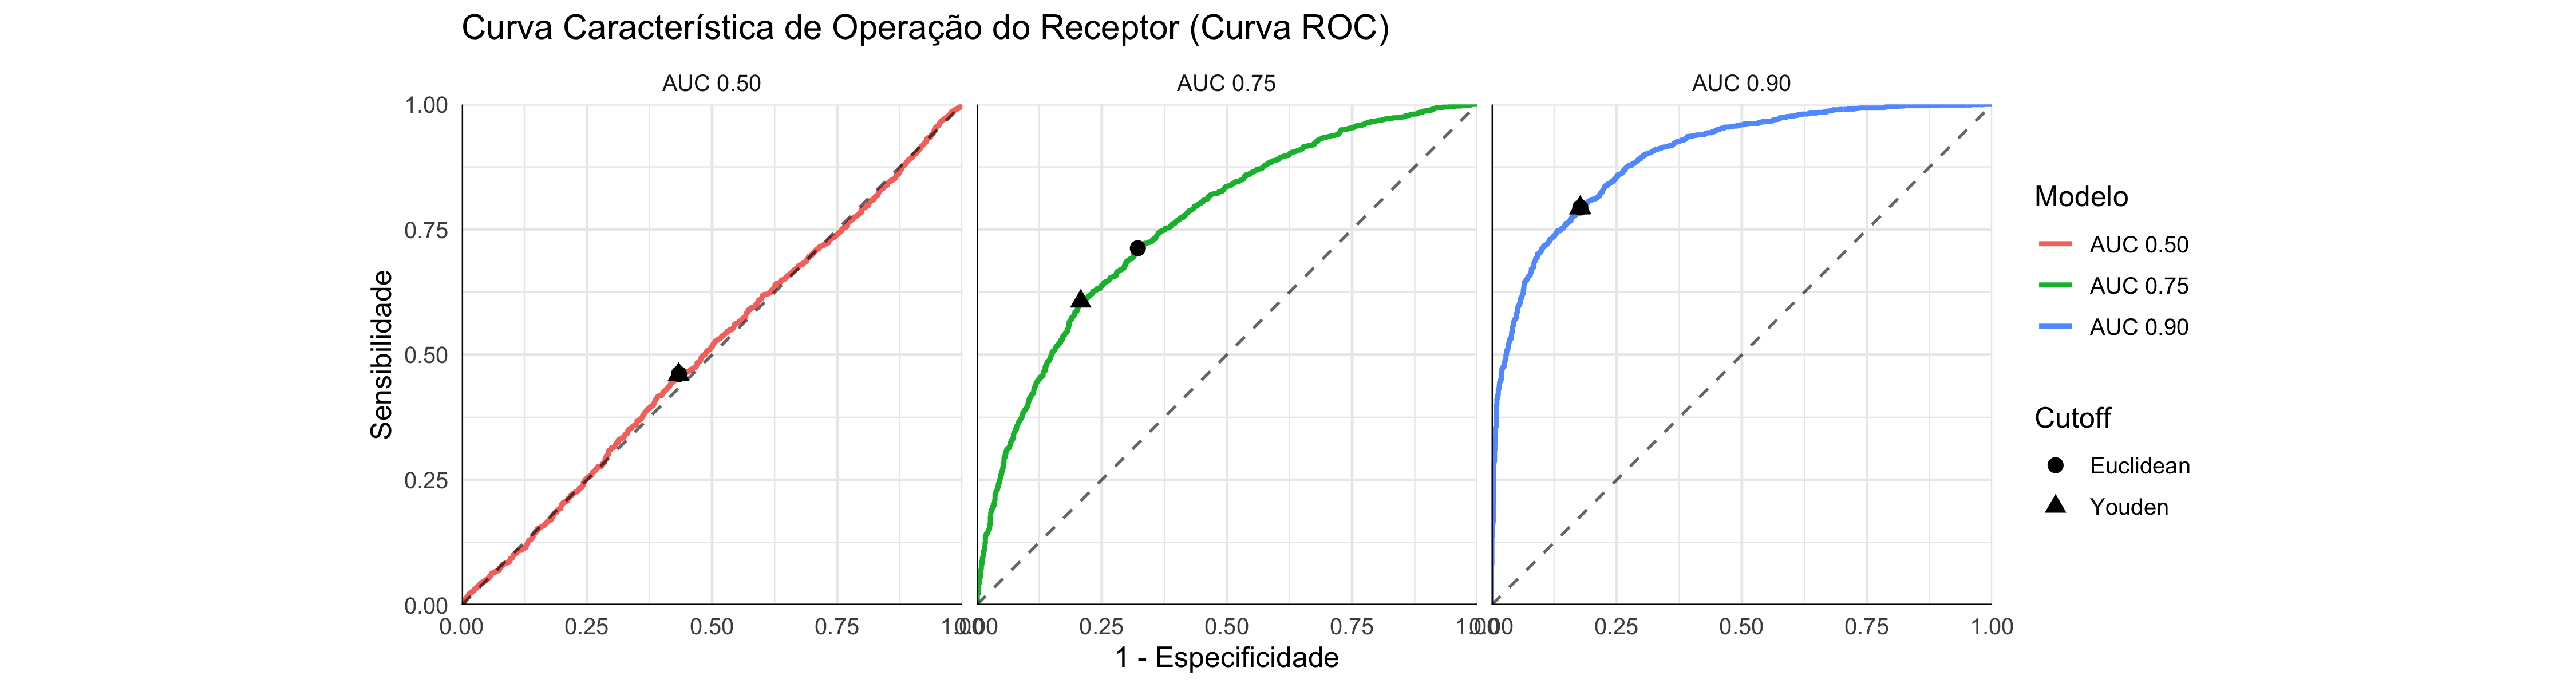 Curva Característica de Operação do Receptor (Curva ROC)
AUC 0.50
AUC 0.75
AUC 0.90
1.00
0.75
0.50
0.25
0.00
Sensibilidade
0.00 0.25 0.50 0.75 1.00
0.00 0.25 0.50 0.75 1.00
0.00 0.25 0.50 0.75 1.00
1 - Especificidade
Modelo
AUC 0.50
AUC 0.75
AUC 0.90
Cutoff
Euclidean
Youden